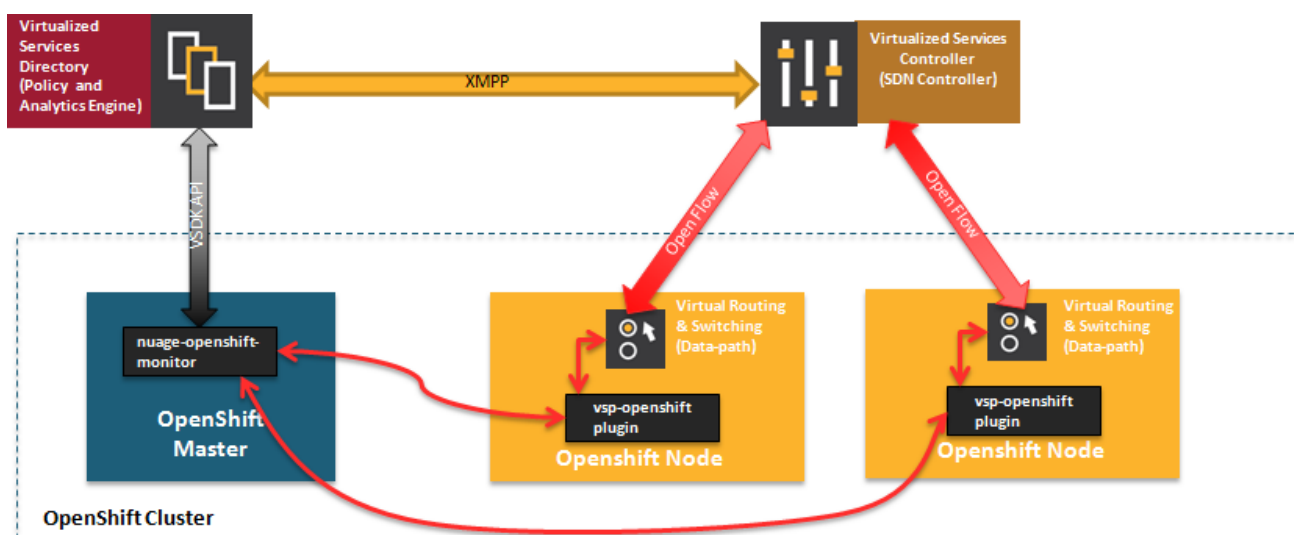 Virtualized
Services
Directory
(Policy and
Analytics Engine)
XMPP
Virtualized Services
Controller
(SDN Controller)
VSDK API
Open Flow
Open Flow
nuage-openshift-
monitor
OpenShift
Master
Virtual Routing
& Switching
(Data-path)
vsp-openshift
plugin
Openshift Node
Virtual Routing
& Switching
(Data-path)
vsp-openshift
plugin
Openshift Node
OpenShift Cluster